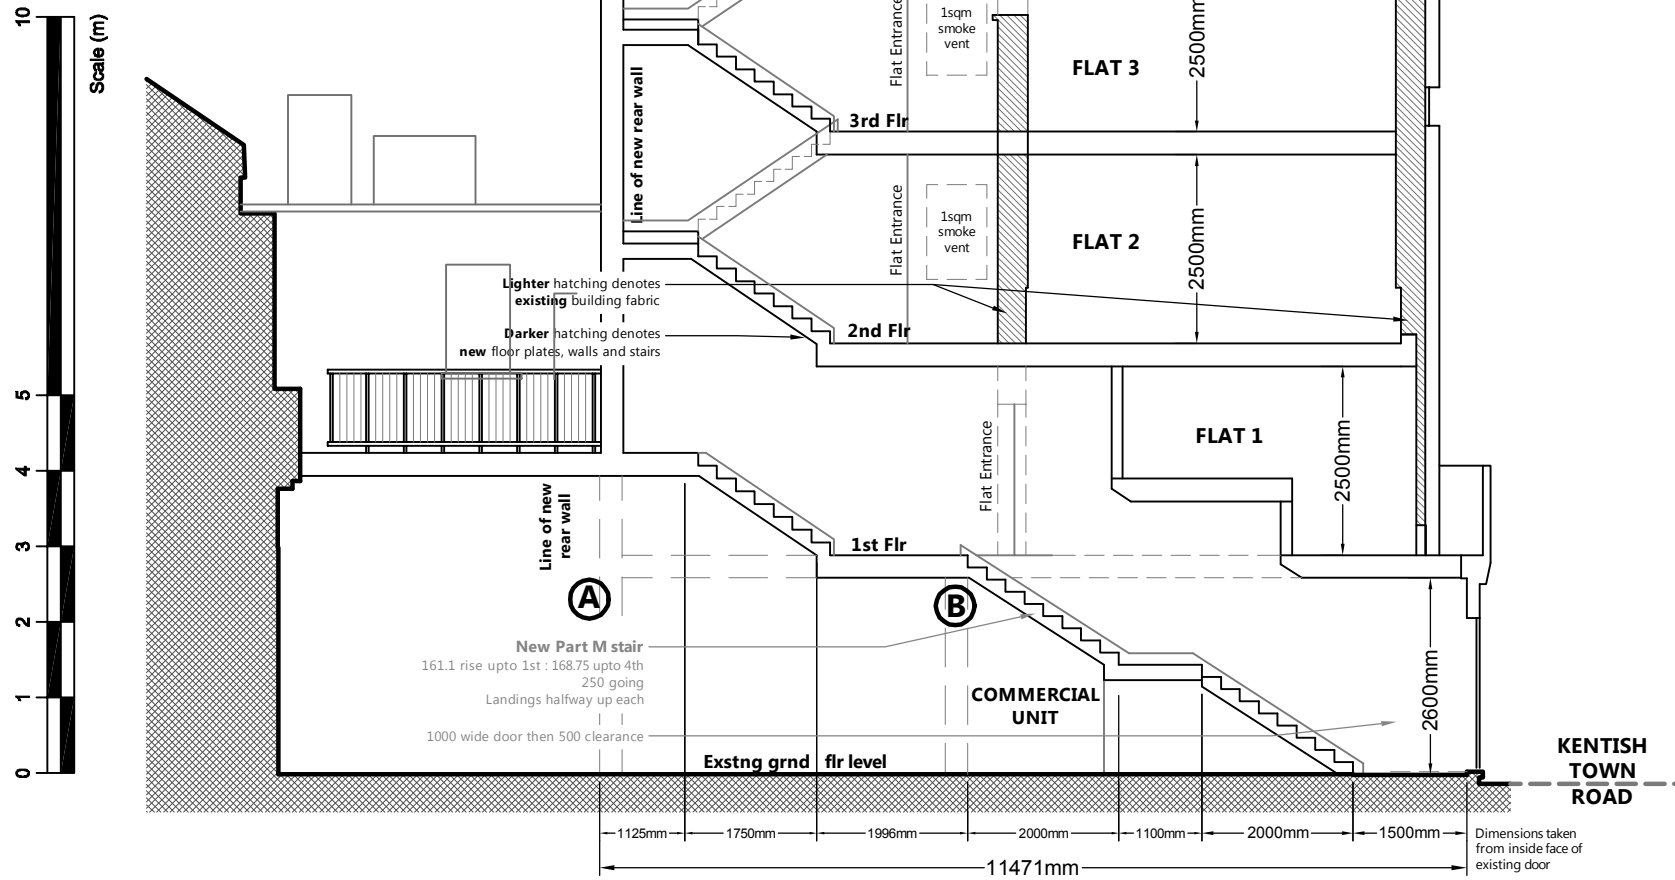 10
Scale (m)
5
4
3
2
1
0
Flat Entrance
1sqm
smoke
vent
FLAT 3
2500mm
Line of new rear wall
3rd Flr
Flat Entrance
1sqm
smoke
vent
FLAT 2
2500mm
Lighter hatching denotes
existing building fabric
Darker hatching denotes
new floor plates, walls and stairs
2nd Flr
Flat Entrance
FLAT 1
2500mm
Line of new
rear wall
1st Flr
A
B
New Part M stair
161.1 rise upto 1st : 168.75 upto 4th
250 going
Landings halfway up each
1000 wide door then 500 clearance
COMMERCIAL
UNIT
2600mm
Exstng grnd flr level
KENTISH
TOWN
ROAD
1125mm
1750mm
1996mm
2000mm
1100mm
2000mm
1500mm
Dimensions taken
from inside face of
existing door
11471mm